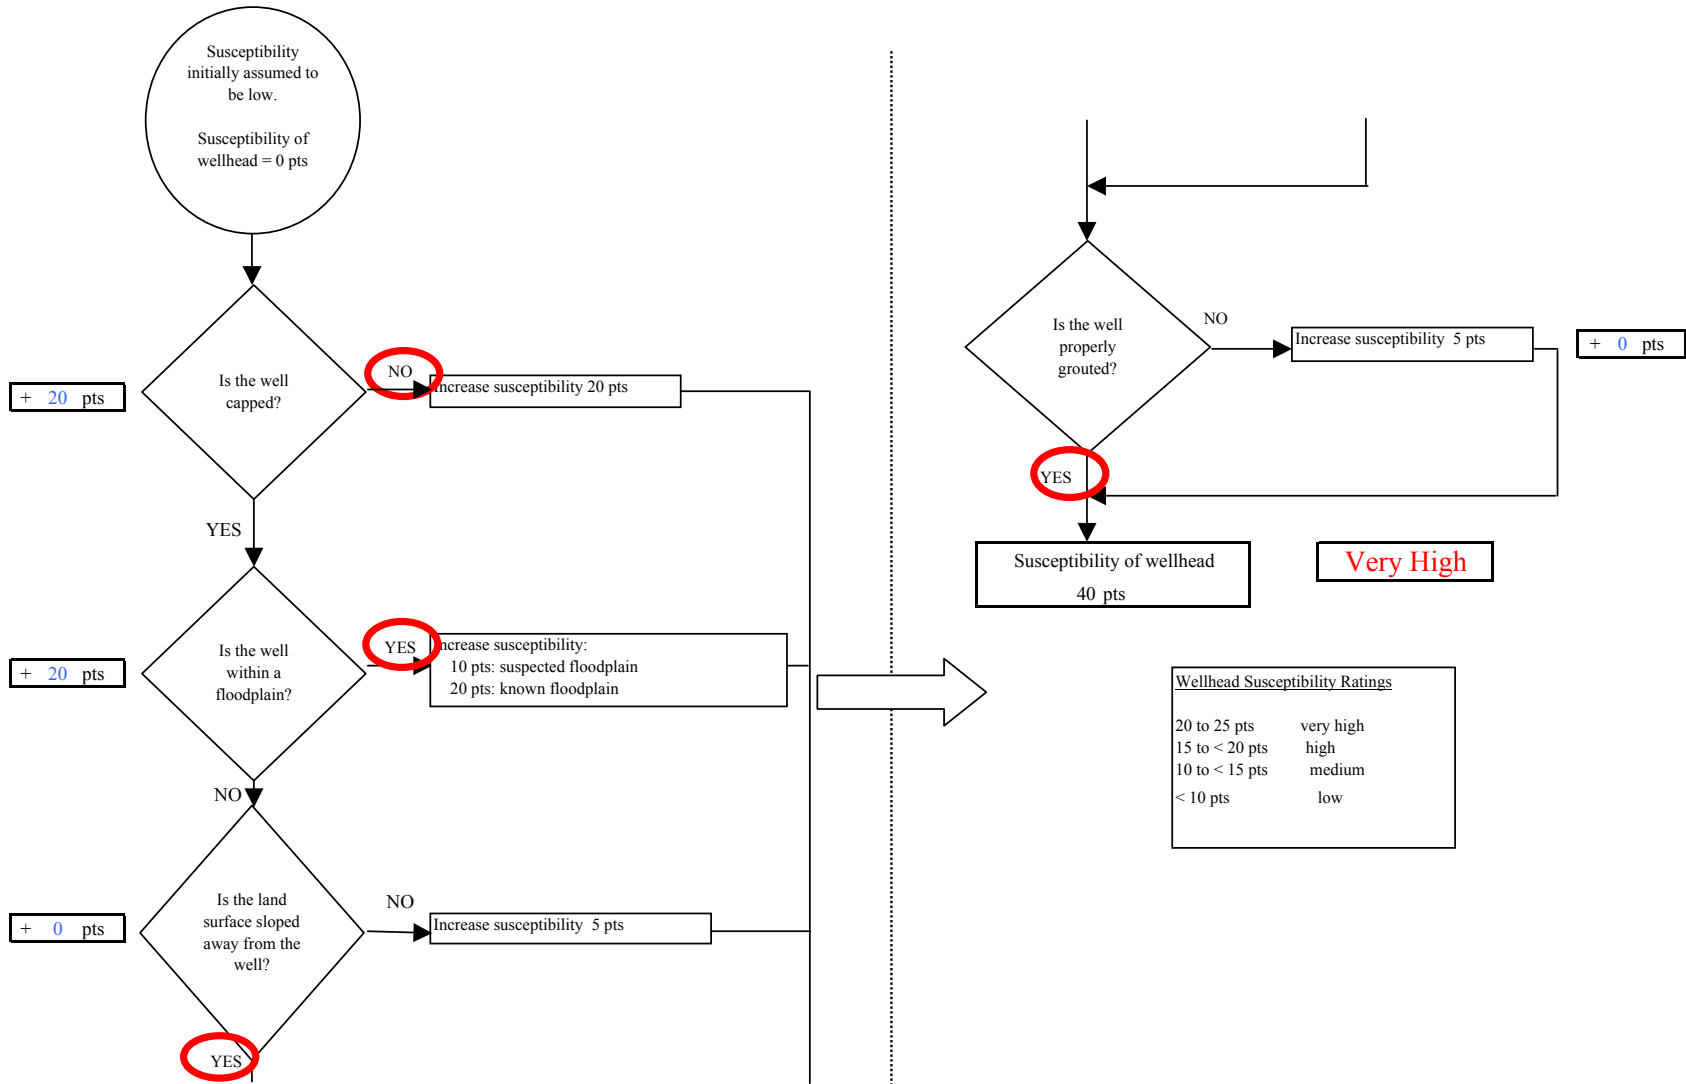 Susceptibility
initially assumed to
be low.
Susceptibility of
wellhead = 0 pts
Is the well
capped?
NO
Increase susceptibility 20 pts
+ 20 pts
YES
Is the well
within a
floodplain?
YES
Increase susceptibility:
10 pts: suspected floodplain
20 pts: known floodplain
+ 20 pts
NO
Is the land
surface sloped
away from the
well?
NO
Increase susceptibility 5 pts
+ 0 pts
YES
Is the well
properly
grouted?
NO
Increase susceptibility 5 pts
+ 0 pts
YES
Susceptibility of wellhead
40 pts
Very High
Wellhead Susceptibility Ratings
20 to 25 pts very high
15 to < 20 pts high
10 to < 15 pts medium
< 10 pts low